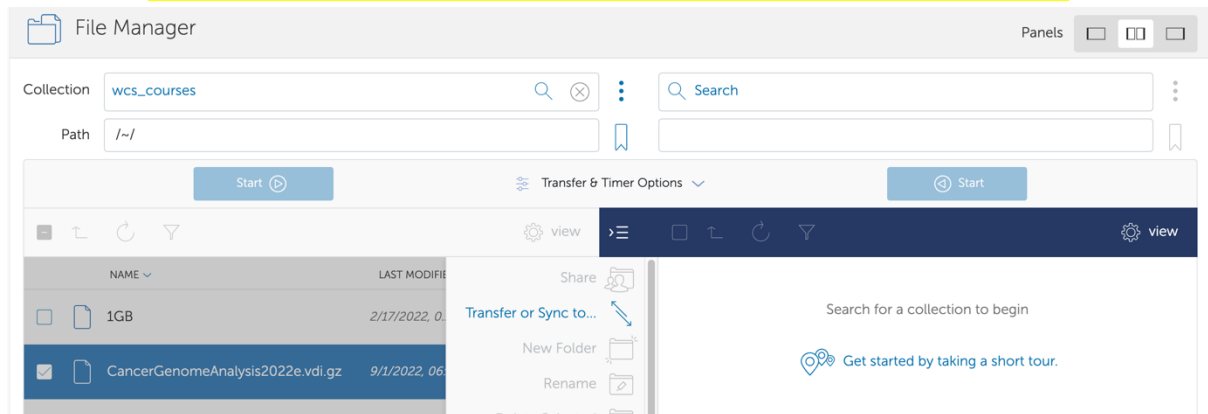 File Manager
Panels
Collection
wcs_courses
Search
Path
/~/
Start
Transfer & Timer Options
Start
view
view
NAME
LAST MODIFIE
Share
1GB
2/17/2022, 0
Transfer or Sync to...
Search for a collection to begin
New Folder
Get started by taking a short tour.
CancerGenomeAnalysis2022e.vdi.gz
9/1/2022, 06
Rename